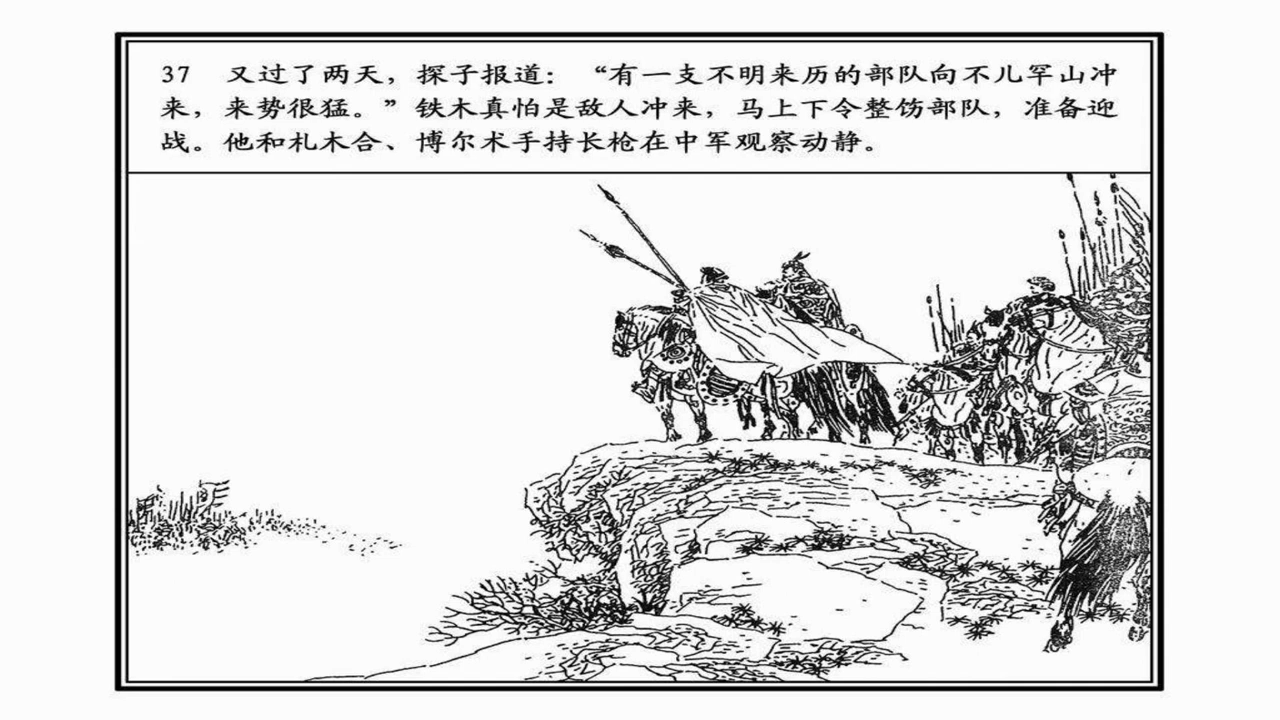 37 又过了两天，探子报道：“有一支不明来历的部队向不儿罕山冲
来，来势很猛。”铁木真怕是敌人冲来，马上下令整饬部队，准备迎
战。他和札木合、博尔术手持长枪在中军观察动静。